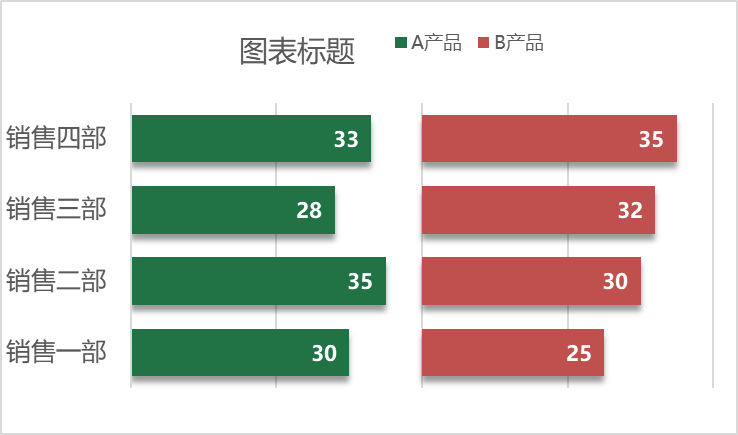 图表标题
A产品 B产品
销售四部 33 35
销售三部 28 32
销售二部 35 30
销售一部 30 25